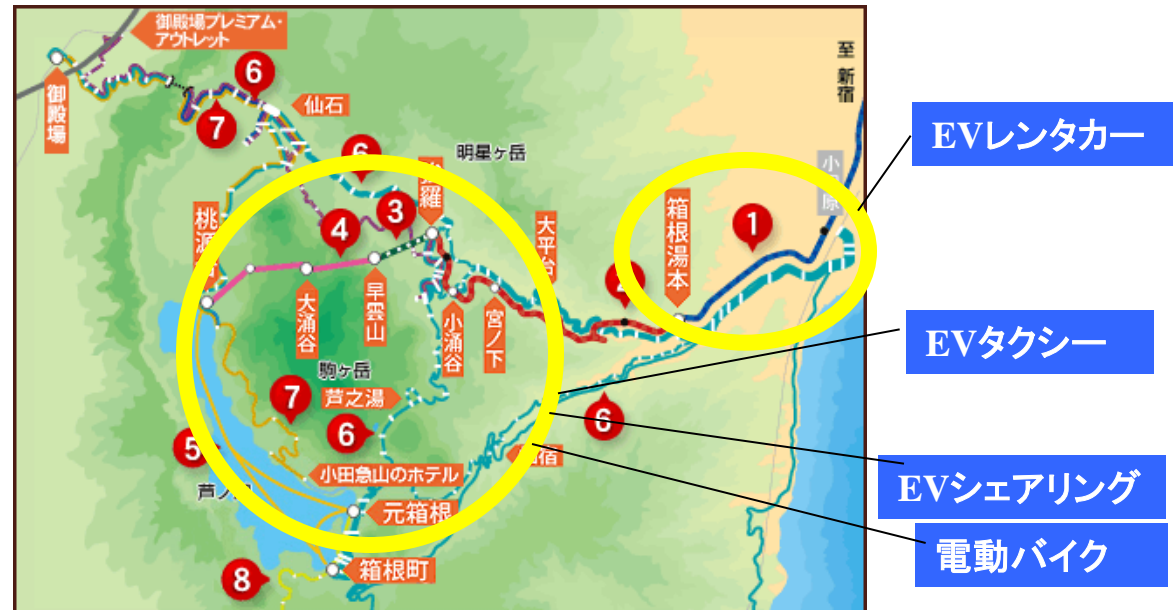 御殿場プレミアム・
アウトレット
6
至 新宿
御殿場
7
仙石
EVレンタカー
6
明星ヶ岳
箱根湯本
1
3
4
大平台
大涌谷
早雲山
小涌谷
宮ノ下
EVタクシー
駒ヶ岳
7
芦之湯
6
6
5
小田急山のホテル
EVシェアリング
元箱根
電動バイク
8
箱根町